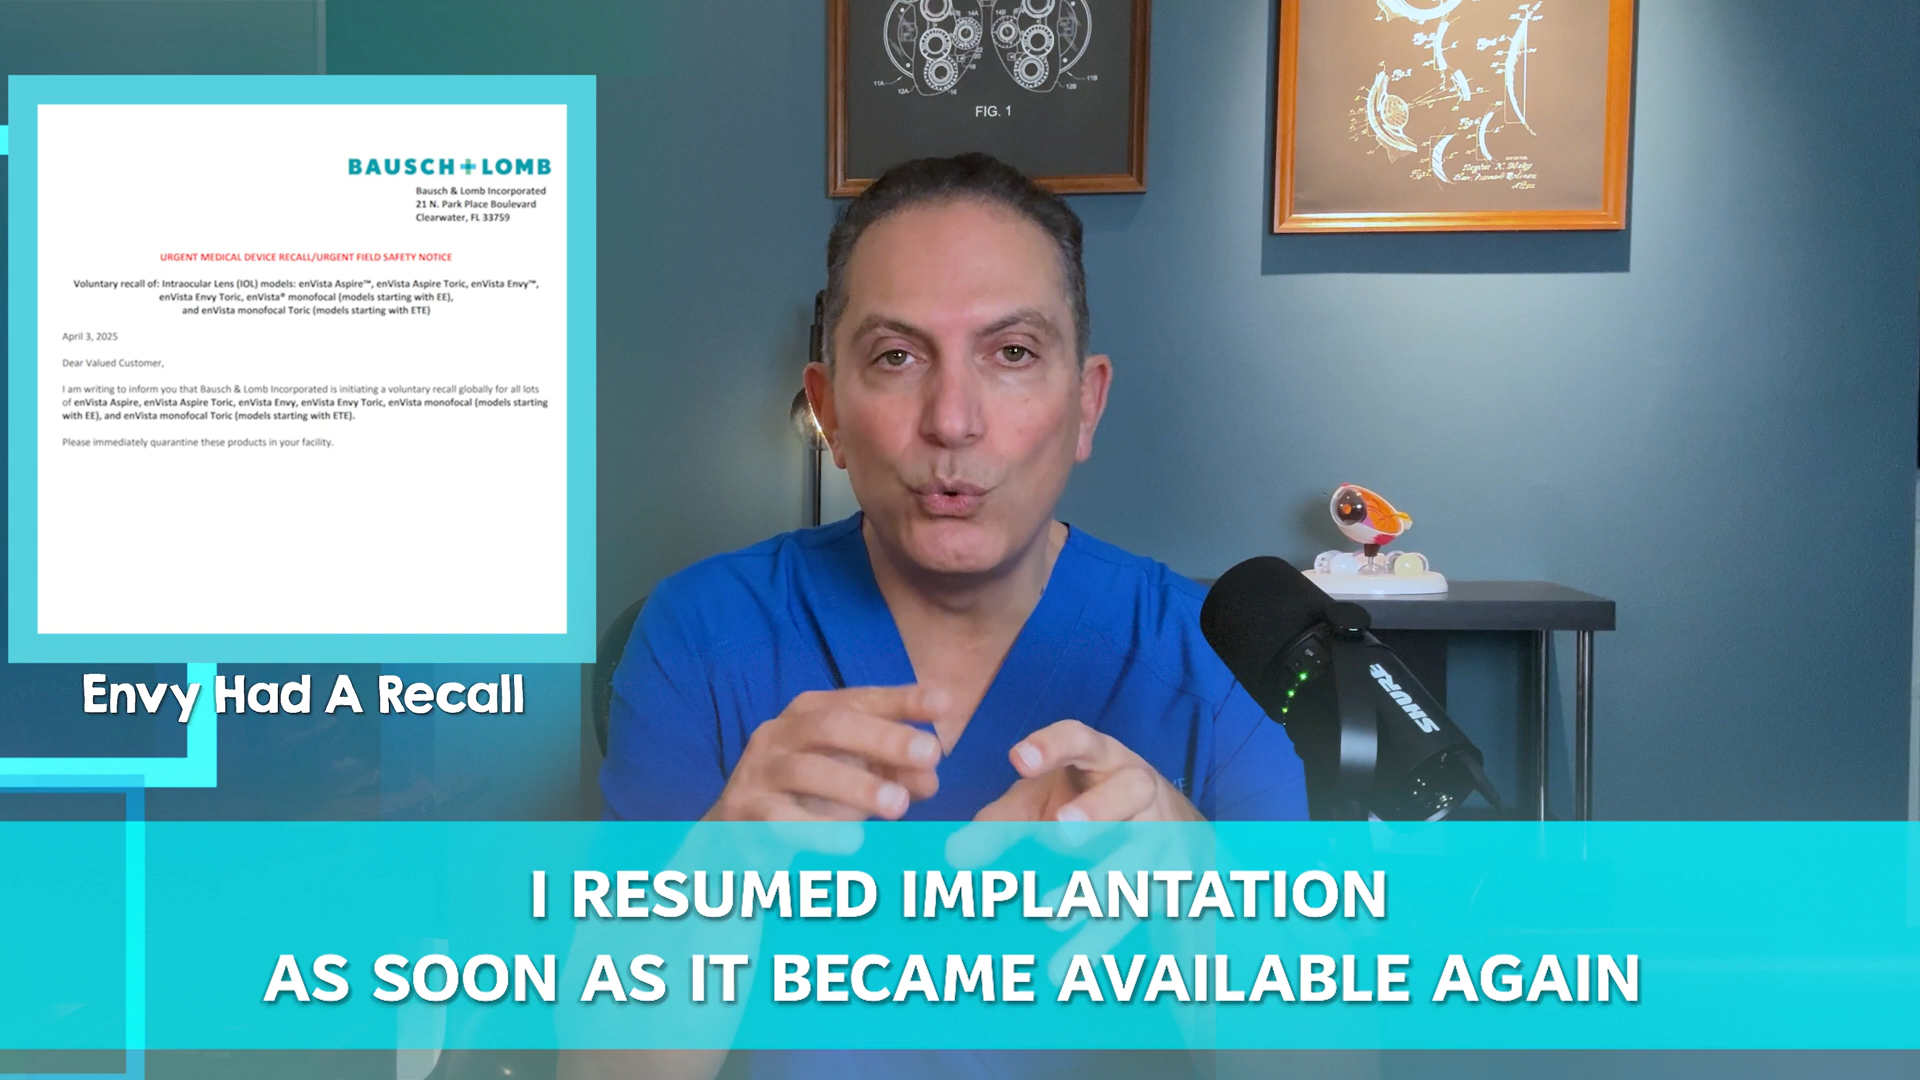 BAUSCH+LOMB
Bausch & Lomb Incorporated
21 N. Park Place Boulevard
Clearwater, FL 33759
URGENT MEDICAL DEVICE RECALL/URGENT FIELD SAFETY NOTICE
Voluntary recall of: Intraocular Lens (IOL) models: enVista Aspire™, enVista Aspire Toric, enVista Envy™,
enVista Envy Toric, enVista® monofocal (models starting with EE),
and enVista monofocal Toric (models starting with ETE)
April 3, 2025
Dear Valued Customer,
I am writing to inform you that Bausch & Lomb Incorporated is initiating a voluntary recall globally for all lots
of enVista Aspire, enVista Aspire Toric, enVista Envy, enVista Envy Toric, enVista monofocal (models starting
with EE), and enVista monofocal Toric (models starting with ETE).
Please immediately quarantine these products in your facility.
Envy Had A Recall
14A
14B
11A
12A
11B
12B
FIG. 1
SHURE
I RESUMED IMPLANTATION
AS SOON AS IT BECAME AVAILABLE AGAIN